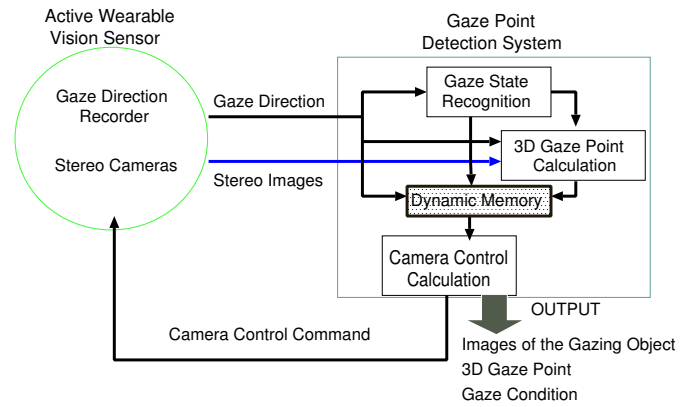 Active Wearable
Vision Sensor
Gaze Direction
Recorder
Stereo Cameras
Gaze Direction
Stereo Images
Gaze Point
Detection System
Gaze State
Recognition
3D Gaze Point
Calculation
Dynamic Memory
Camera Control
Calculation
Camera Control Command
OUTPUT
Images of the Gazing Object
3D Gaze Point
Gaze Condition